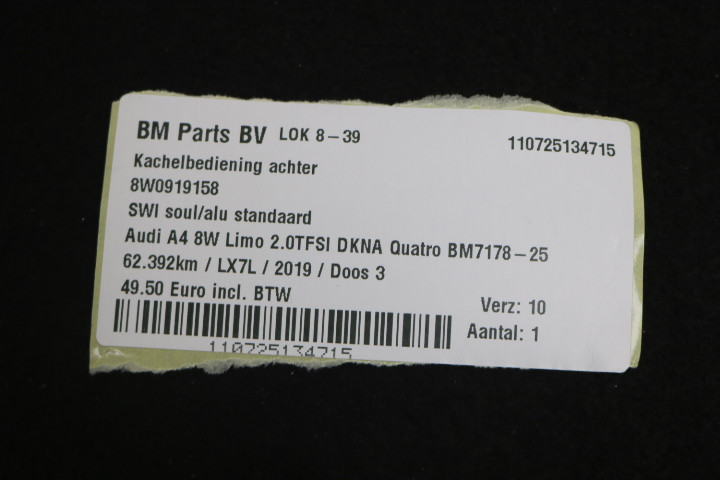 BM Parts BV LOK 8-39 110725134715
Kachelbediening achter
8W0919158
SWI soul/alu standaard
Audi A4 8W Limo 2.0TFSI DKNA Quatro BM7178-25
62.392km / LX7L / 2019 / Doos 3
49.50 Euro incl. BTW Verz: 10
Aantal: 1
110725134715